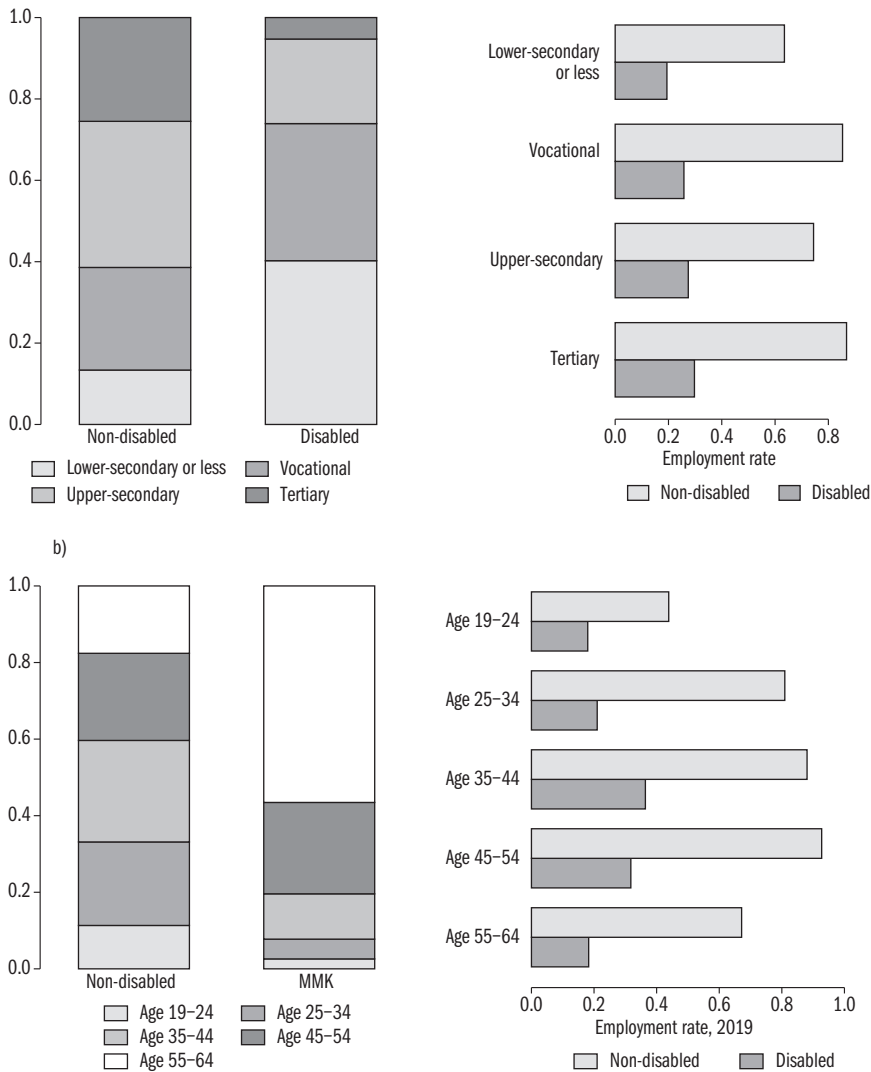 1.0
0.8
0.6
0.4
0.2
0.0
Non-disabled
Disabled
Lower-secondary or less
Vocational
Upper-secondary
Tertiary
Lower-secondary
or less
Vocational
Upper-secondary
Tertiary
0.0 0.2 0.4 0.6 0.8
Employment rate
Non-disabled
Disabled
b)
1.0
0.8
0.6
0.4
0.2
0.0
Non-disabled
MMK
Age 19–24
Age 25–34
Age 35–44
Age 45–54
Age 55–64
Age 19–24
Age 25–34
Age 35–44
Age 45–54
Age 55–64
0.0 0.2 0.4 0.6 0.8 1.0
Employment rate, 2019
Non-disabled
Disabled